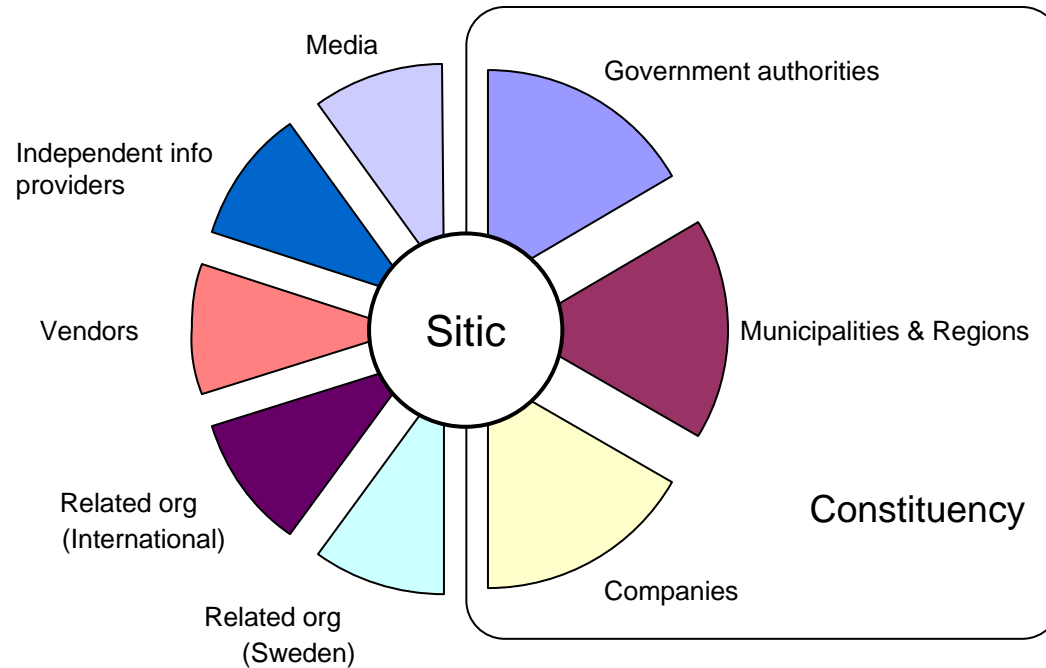 Media
Government authorities
Independent info
providers
Sitic
Vendors
Municipalities & Regions
Related org
(International)
Constituency
Companies
Related org
(Sweden)